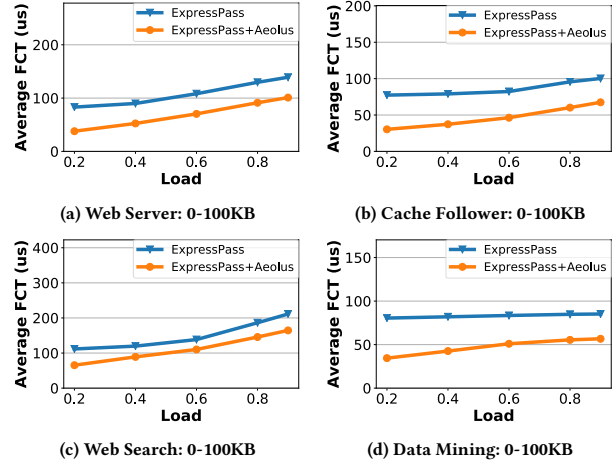 Average FCT (us)
200
100
0
ExpressPass
ExpressPass+Aeolus
0.2 0.4 0.6 0.8
Load
(a) Web Server: 0-100KB
Average FCT (us)
200
150
100
50
0
ExpressPass
ExpressPass+Aeolus
0.2 0.4 0.6 0.8
Load
(b) Cache Follower: 0-100KB
Average FCT (us)
400
300
200
100
0
ExpressPass
ExpressPass+Aeolus
0.2 0.4 0.6 0.8
Load
(c) Web Search: 0-100KB
Average FCT (us)
150
100
50
0
ExpressPass
ExpressPass+Aeolus
0.2 0.4 0.6 0.8
Load
(d) Data Mining: 0-100KB